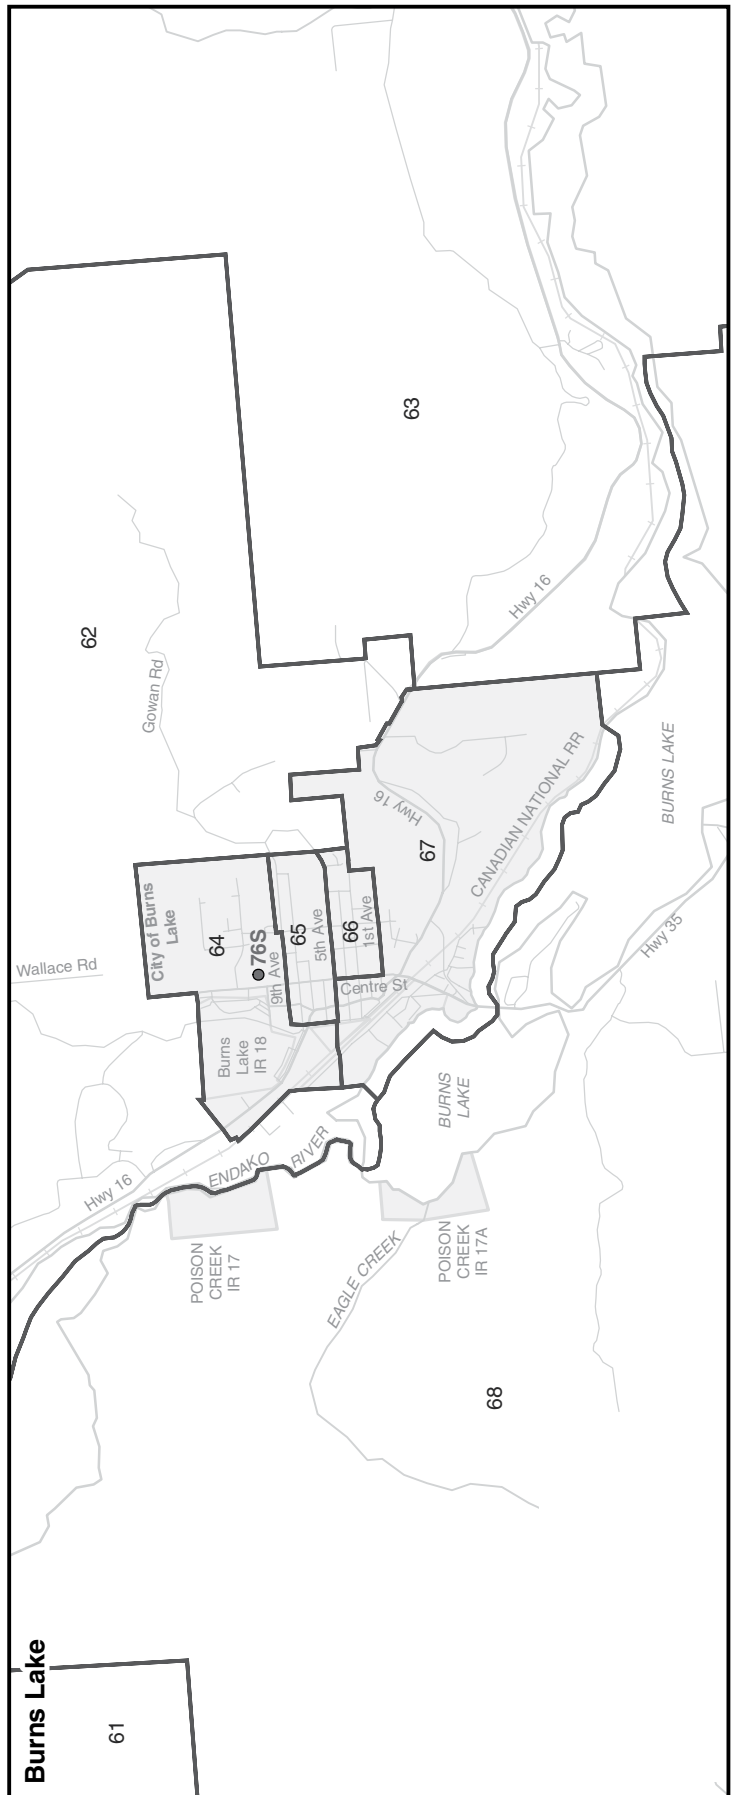 Burns Lake
61
62
63
Gowan Rd
Wallace Rd
City of Burns
Lake
64
76S
9th Ave
65
5th Ave
66
1st Ave
67
Centre St
Hwy 16
Hwy 16
CANADIAN NATIONAL RR
BURNS LAKE
Hwy 35
Burns
Lake
IR 18
BURNS
LAKE
Hwy 16
ENDAKO
RIVER
POISON
CREEK
IR 17
EAGLE CREEK
POISON
CREEK
IR 17A
68